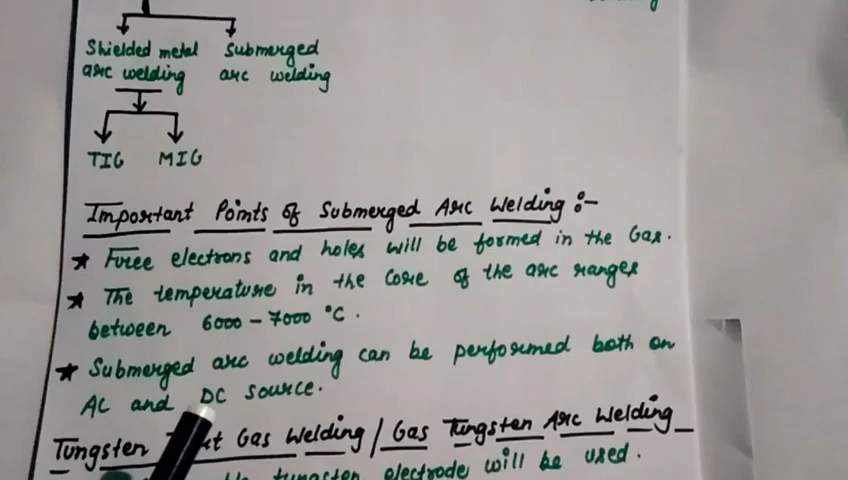 Shielded metal Submerged
arc welding arc welding
TIG MIG
Important Points of Submerged Arc Welding :-
★ Free electrons and holes will be formed in the Gas.
★ The temperature in the core of the arc ranges
between 6000 - 7000 °C.
★ Submerged arc welding can be performed both on
AC and DC source.
Tungsten Gas Welding / Gas Tungsten Arc Welding
tungsten electrode will be used.